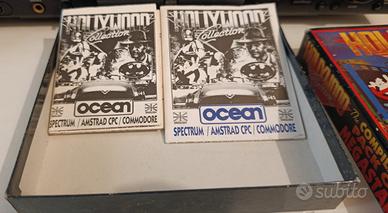 HOLLYWOOD
Collection
ocean
SPECTRUM / AMSTRAD CPC / COMMODORE
HOLLYWOOD
Collection
ocean
SPECTRUM / AMSTRAD CPC / COMMODORE
subito